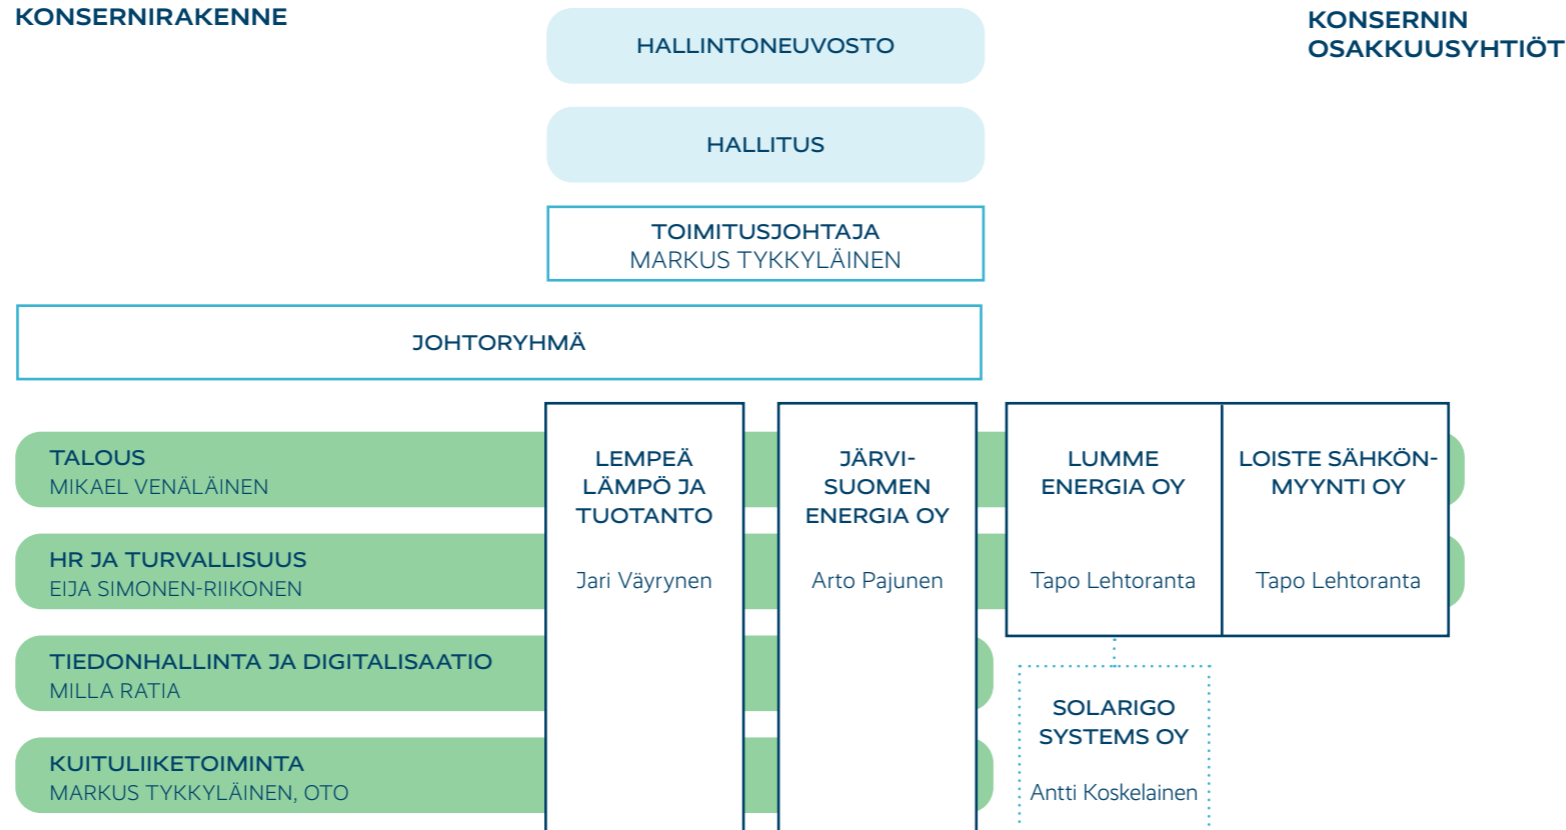 KONSERNIRAKENNE
KONSERNIN
OSAKKUUSYHTIÖT
HALLINTONEUVOSTO
HALLITUS
TOIMITUSJOHTAJA
MARKUS TYKKYLÄINEN
JOHTORYHMÄ
TALOUS
MIKAEL VENÄLÄINEN
HR JA TURVALLISUUS
EIJA SIMONEN-RIIKONEN
TIEDONHALLINTA JA DIGITALISAATIO
MILLA RATIA
KUITULIIKETOIMINTA
MARKUS TYKKYLÄINEN, OTO
LEMPEÄ
LÄMPÖ JA
TUOTANTO
Jari Väyrynen
JÄRVI-
SUOMEN
ENERGIA OY
Arto Pajunen
LUMME
ENERGIA OY
Tapo Lehtoranta
LOISTE SÄHKÖN-
MYYNTI OY
Tapo Lehtoranta
SOLARIGO
SYSTEMS OY
Antti Koskelainen